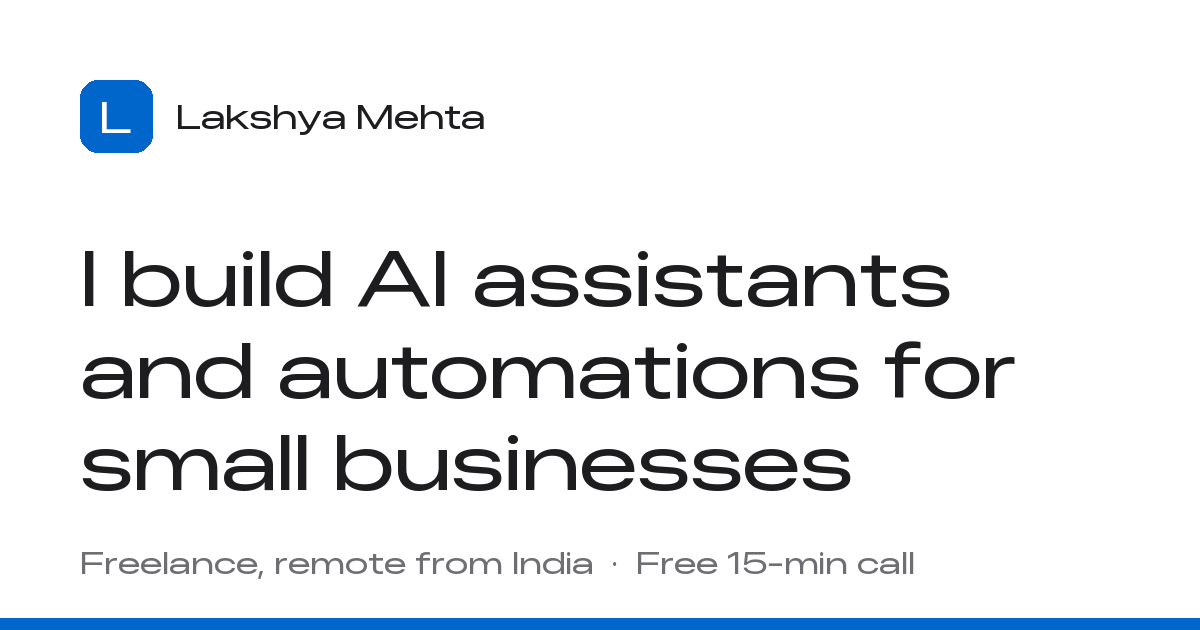 L
Lakshya Mehta
I build AI assistants
and automations for
small businesses
Freelance, remote from India · Free 15-min call